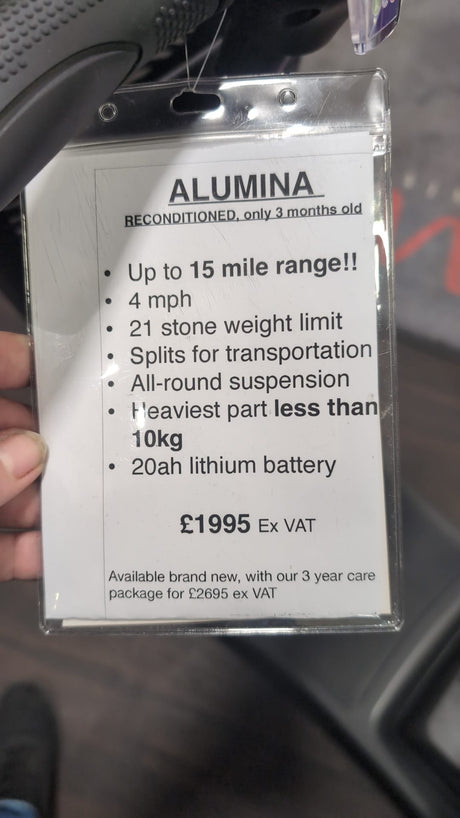 ALUMINA
RECONDITIONED, only 3 months old
• Up to 15 mile range!!
• 4 mph
• 21 stone weight limit
• Splits for transportation
• All-round suspension
• Heaviest part less than
10kg
• 20ah lithium battery
£1995 Ex VAT
Available brand new, with our 3 year care
package for £2695 ex VAT